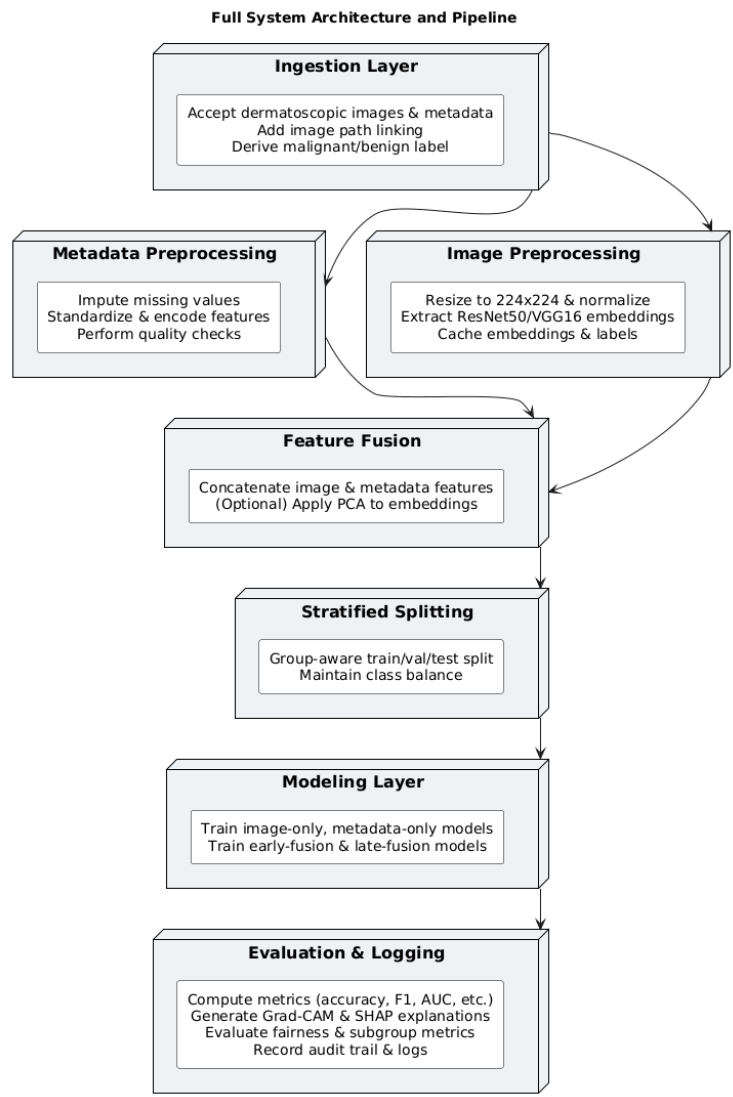 Full System Architecture and Pipeline
Ingestion Layer
Accept dermatoscopic images & metadata
Add image path linking
Derive malignant/benign label
Metadata Preprocessing
Impute missing values
Standardize & encode features
Perform quality checks
Image Preprocessing
Resize to 224x224 & normalize
Extract ResNet50/VGG16 embeddings
Cache embeddings & labels
Feature Fusion
Concatenate image & metadata features
(Optional) Apply PCA to embeddings
Stratified Splitting
Group-aware train/val/test split
Maintain class balance
Modeling Layer
Train image-only, metadata-only models
Train early-fusion & late-fusion models
Evaluation & Logging
Compute metrics (accuracy, F1, AUC, etc.)
Generate Grad-CAM & SHAP explanations
Evaluate fairness & subgroup metrics
Record audit trail & logs